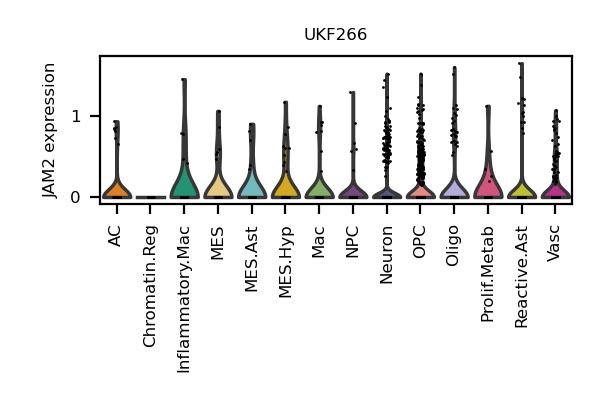 UKF266
JAM2 expression
1
0
AC
Chromatin.Reg
Inflammatory.Mac
MES
MES.Ast
MES.Hyp
Mac
NPC
Neuron
OPC
Oligo
Prolif.Metab
Reactive.Ast
Vasc